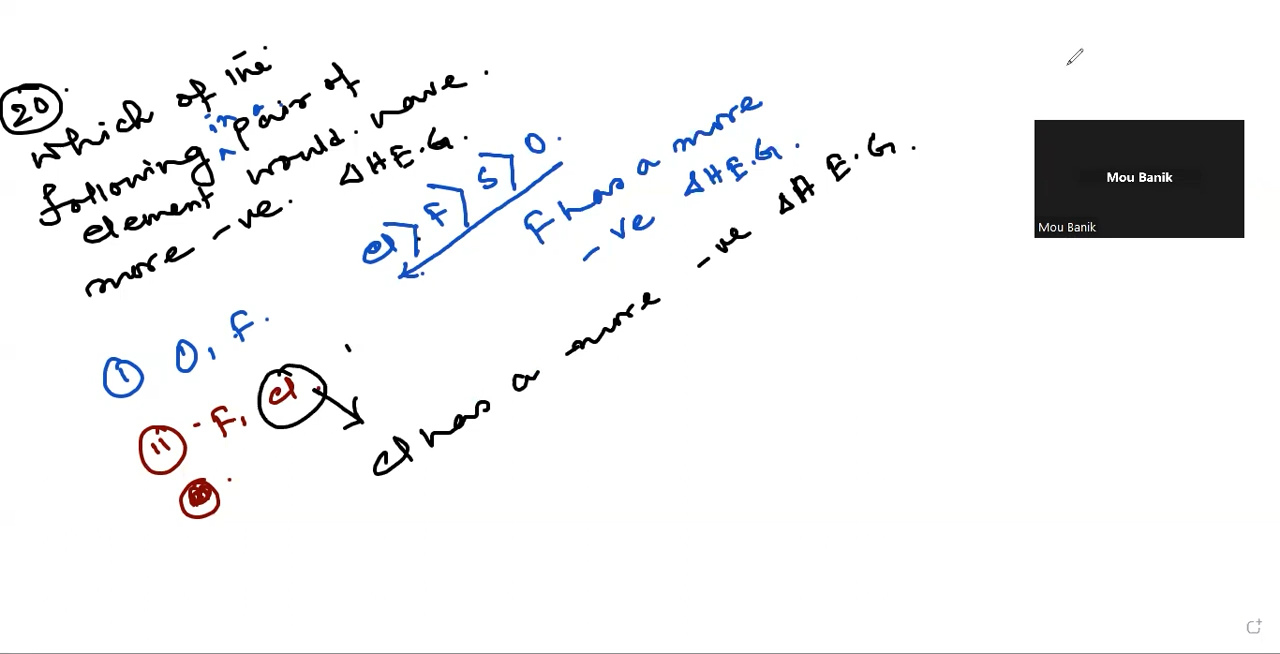 20
Which of the
following in pair of
element would have
more -ve. ΔH E.G.
Cl > F > S > O.
F has a more
-ve ΔH E.G.
i O, F.
ii F, Cl.
Cl has a more -ve ΔH E.G.
Mou Banik
Mou Banik